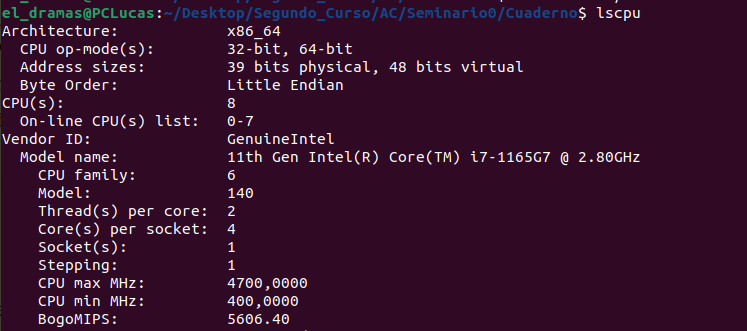 el_dramas@PCLucas:~/Desktop/Segundo_Curso/AC/Seminario0/Cuaderno$ lscpu
Architecture: x86_64
CPU op-mode(s): 32-bit, 64-bit
Address sizes: 39 bits physical, 48 bits virtual
Byte Order: Little Endian
CPU(s): 8
On-line CPU(s) list: 0-7
Vendor ID: GenuineIntel
Model name: 11th Gen Intel(R) Core(TM) i7-1165G7 @ 2.80GHz
CPU family: 6
Model: 140
Thread(s) per core: 2
Core(s) per socket: 4
Socket(s): 1
Stepping: 1
CPU max MHz: 4700,0000
CPU min MHz: 400,0000
BogoMIPS: 5606.40